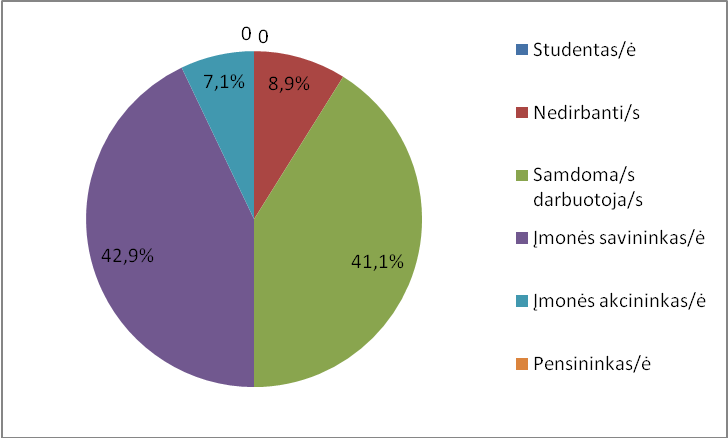 0 0
7,1%
8,9%
42,9%
41,1%
Studentas/ė
Nedirbanti/s
Samdoma/s
darbuotoja/s
Įmonės savininkas/ė
Įmonės akcininkas/ė
Pensininkas/ė